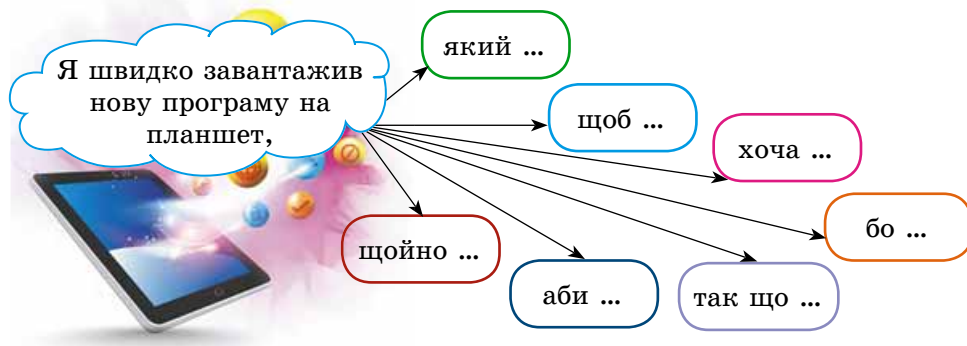 Я швидко завантажив
нову програму на
планшет,
який ...
щоб ...
хоча ...
бо ...
щойно ...
аби ...
так що ...